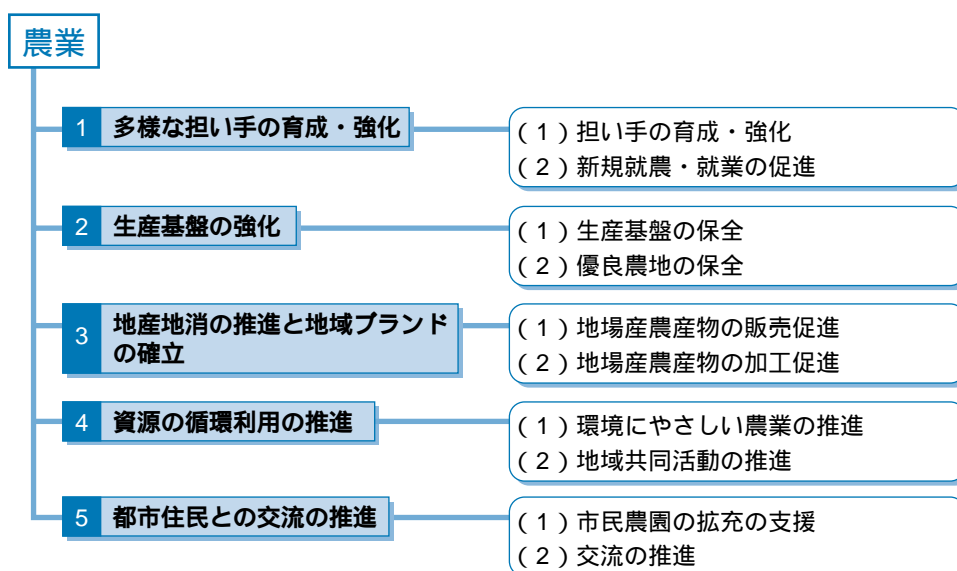 農業
1 多様な担い手の育成・強化
(1)担い手の育成・強化
(2)新規就農・就業の促進
2 生産基盤の強化
(1)生産基盤の保全
(2)優良農地の保全
3 地産地消の推進と地域ブランド
の確立
(1)地場産農産物の販売促進
(2)地場産農産物の加工促進
4 資源の循環利用の推進
(1)環境にやさしい農業の推進
(2)地域共同活動の推進
5 都市住民との交流の推進
(1)市民農園の拡充の支援
(2)交流の推進